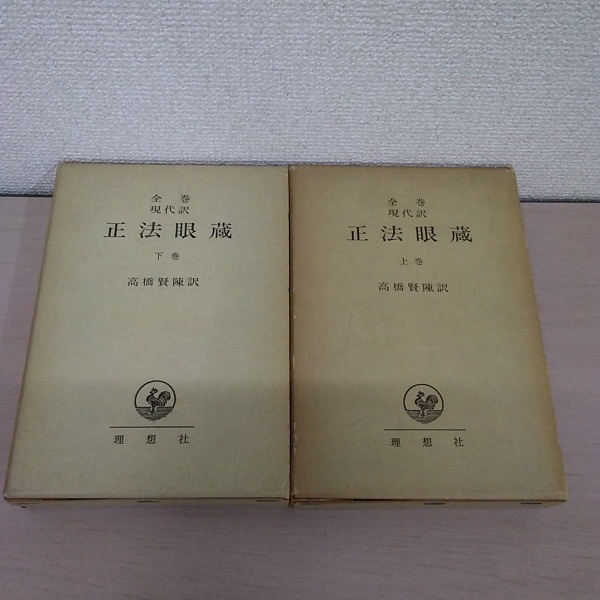 全巻
現代訳
正法眼蔵
下巻
高橋賢陳訳
理想社
全巻
現代訳
正法眼蔵
上巻
高橋賢陳訳
理想社